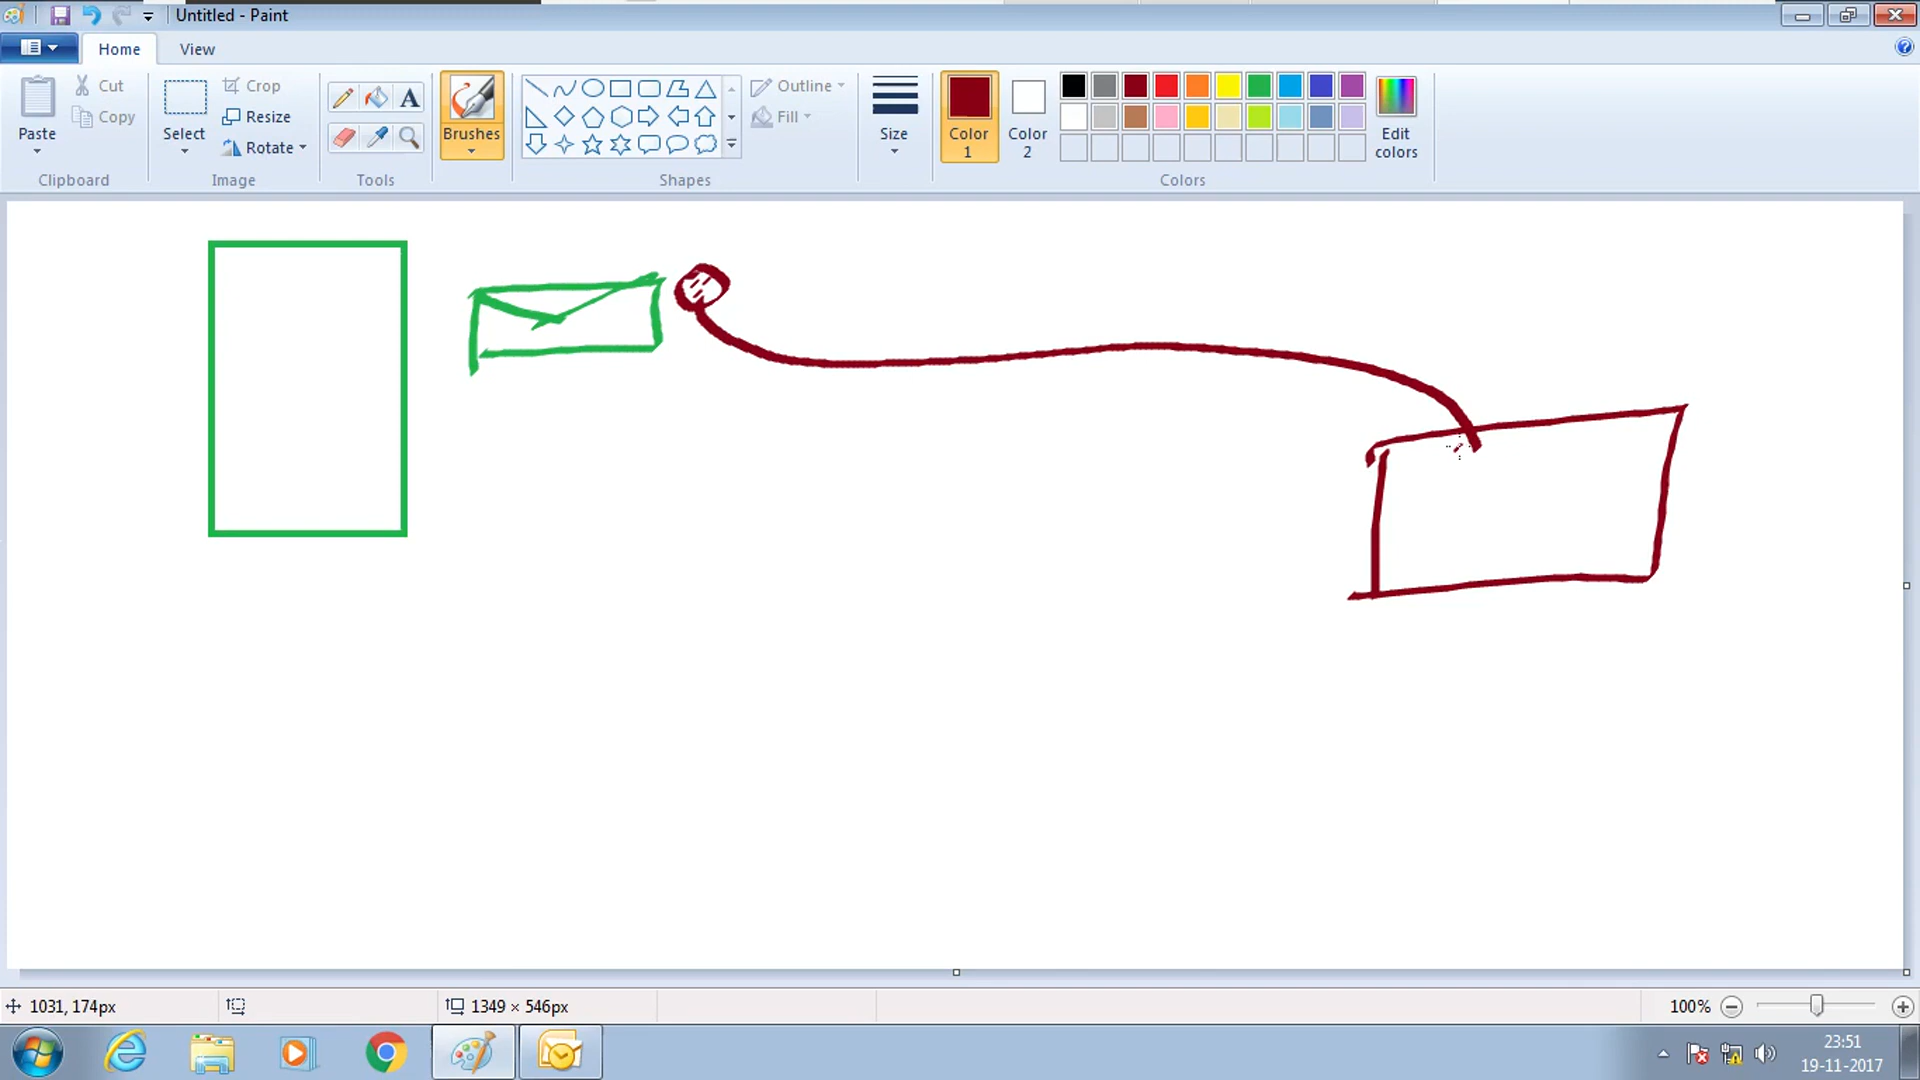 Untitled - Paint
Home
View
Paste
Cut
Copy
Clipboard
Select
Crop
Resize
Rotate
Image
A
Tools
Brushes
Shapes
Outline
Fill
Size
Color
1
Color
2
Edit
colors
Colors
1031, 174px
1349 × 546px
100%
23:51
19-11-2017